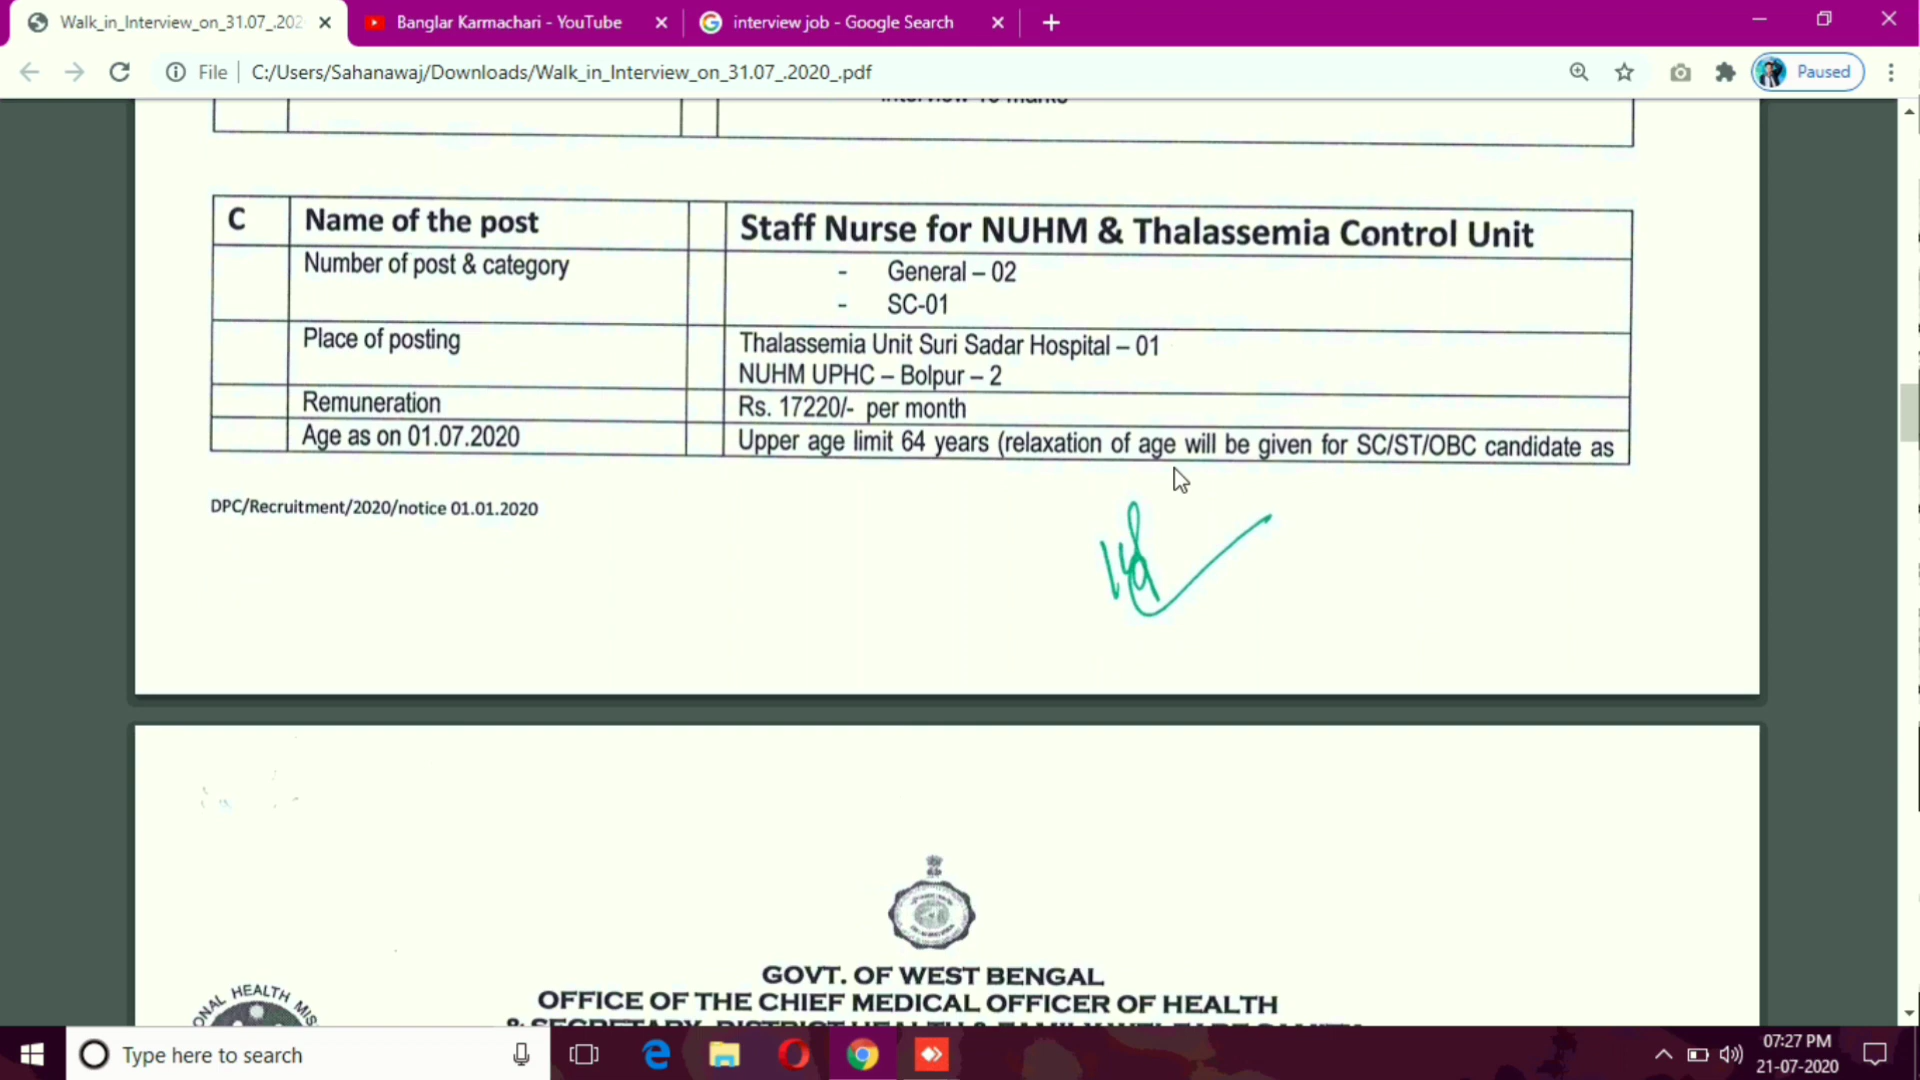 Walk_in_Interview_on_31.07_.202
Banglar Karmachari - YouTube
interview job - Google Search
File
C:/Users/Sahanawaj/Downloads/Walk_in_Interview_on_31.07_.2020_.pdf
Paused
C Name of the post Staff Nurse for NUHM & Thalassemia Control Unit
Number of post & category - General – 02
- SC-01
Place of posting Thalassemia Unit Suri Sadar Hospital – 01
NUHM UPHC – Bolpur – 2
Remuneration Rs. 17220/- per month
Age as on 01.07.2020 Upper age limit 64 years (relaxation of age will be given for SC/ST/OBC candidate as
DPC/Recruitment/2020/notice 01.01.2020
GOVT. OF WEST BENGAL
OFFICE OF THE CHIEF MEDICAL OFFICER OF HEALTH
ONAL HEALTH MIS
Type here to search
07:27 PM
21-07-2020